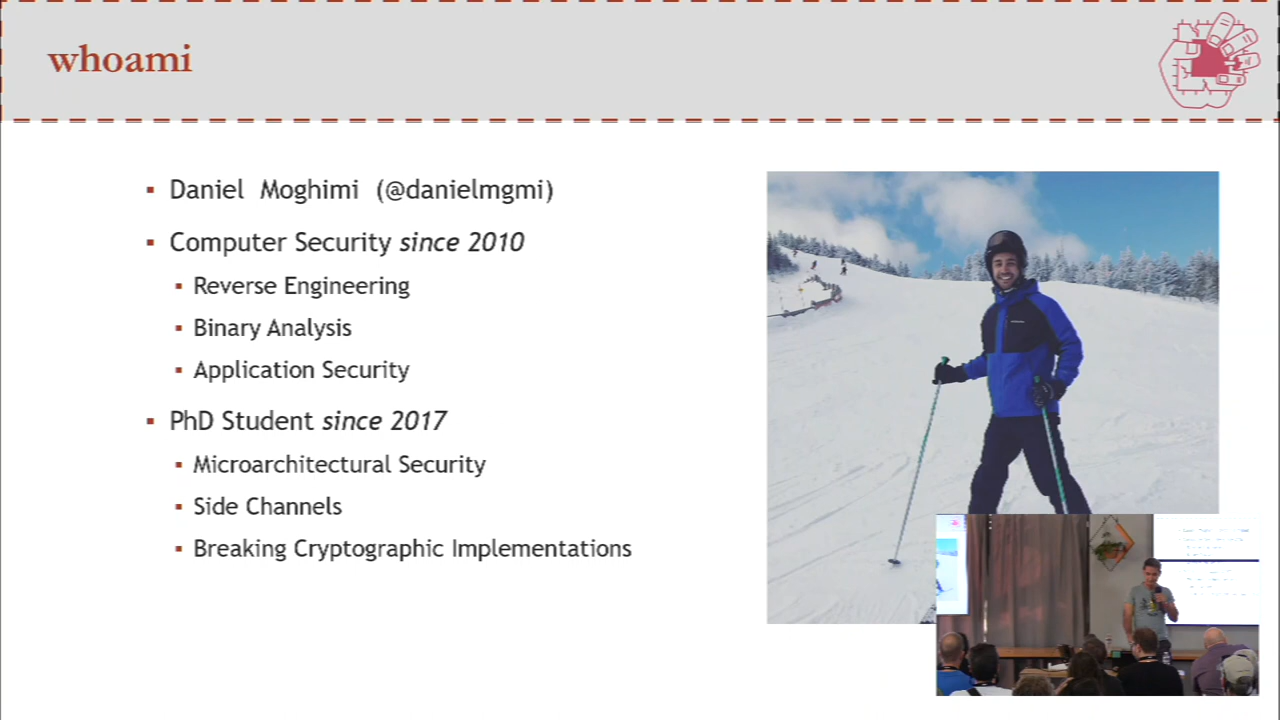 whoami
Daniel Moghimi (@danielmgmi)
Computer Security since 2010
Reverse Engineering
Binary Analysis
Application Security
PhD Student since 2017
Microarchitectural Security
Side Channels
Breaking Cryptographic Implementations